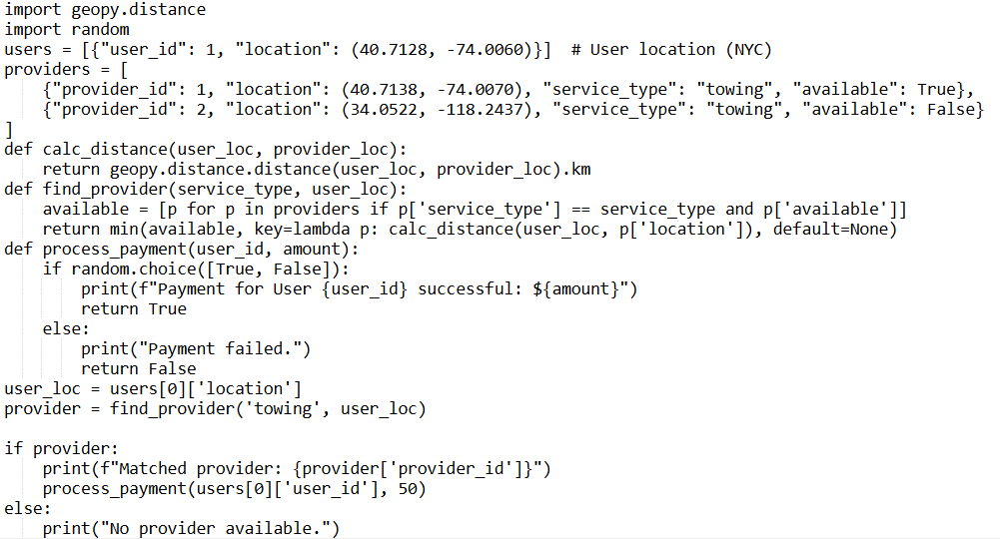 import geopy.distance
import random
users = [{"user_id": 1, "location": (40.7128, -74.0060)}]  # User location (NYC)
providers = [
    {"provider_id": 1, "location": (40.7138, -74.0070), "service_type": "towing", "available": True},
    {"provider_id": 2, "location": (34.0522, -118.2437), "service_type": "towing", "available": False}
]
def calc_distance(user_loc, provider_loc):
    return geopy.distance.distance(user_loc, provider_loc).km
def find_provider(service_type, user_loc):
    available = [p for p in providers if p['service_type'] == service_type and p['available']]
    return min(available, key=lambda p: calc_distance(user_loc, p['location']), default=None)
def process_payment(user_id, amount):
    if random.choice([True, False]):
        print(f"Payment for User {user_id} successful: ${amount}")
        return True
    else:
        print("Payment failed.")
        return False
user_loc = users[0]['location']
provider = find_provider('towing', user_loc)

if provider:
    print(f"Matched provider: {provider['provider_id']}")
    process_payment(users[0]['user_id'], 50)
else:
    print("No provider available.")